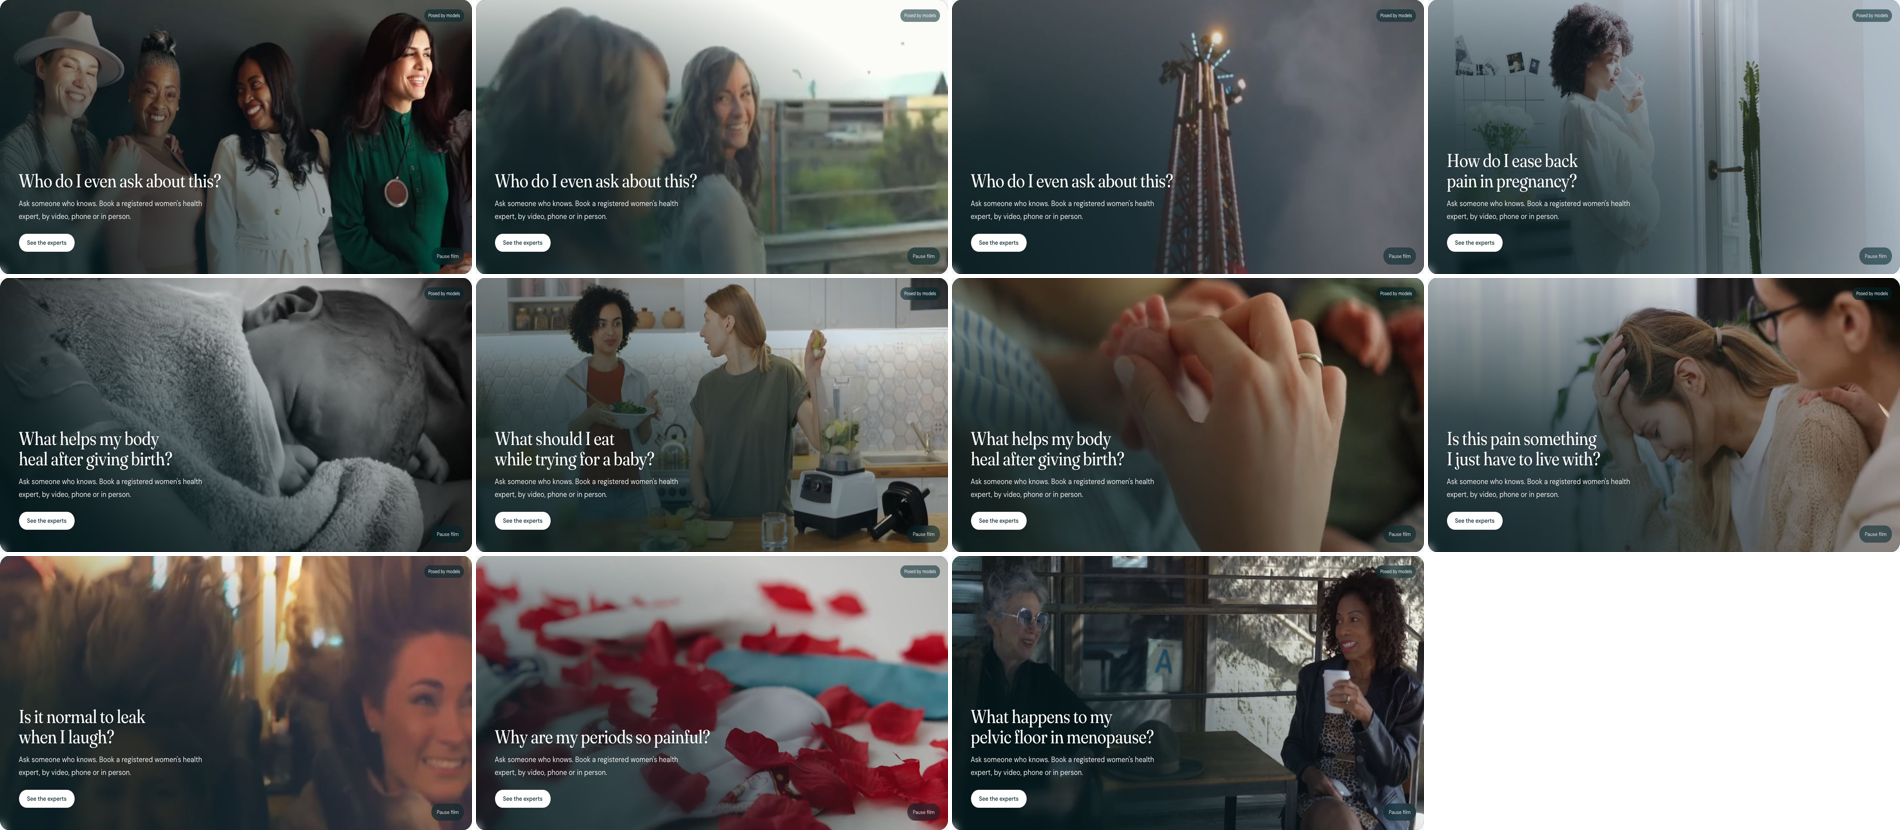 Posed by models
Who do I even ask about this?
Ask someone who knows. Book a registered women's health
expert, by video, phone or in person.
See the experts
Pause film
Posed by models
Who do I even ask about this?
Ask someone who knows. Book a registered women's health
expert, by video, phone or in person.
See the experts
Pause film
Posed by models
Who do I even ask about this?
Ask someone who knows. Book a registered women's health
expert, by video, phone or in person.
See the experts
Pause film
Posed by models
How do I ease back
pain in pregnancy?
Ask someone who knows. Book a registered women's health
expert, by video, phone or in person.
See the experts
Pause film
Posed by models
What helps my body
heal after giving birth?
Ask someone who knows. Book a registered women's health
expert, by video, phone or in person.
See the experts
Pause film
Posed by models
What should I eat
while trying for a baby?
Ask someone who knows. Book a registered women's health
expert, by video, phone or in person.
See the experts
Pause film
Posed by models
What helps my body
heal after giving birth?
Ask someone who knows. Book a registered women's health
expert, by video, phone or in person.
See the experts
Pause film
Posed by models
Is this pain something
I just have to live with?
Ask someone who knows. Book a registered women's health
expert, by video, phone or in person.
See the experts
Pause film
Posed by models
Is it normal to leak
when I laugh?
Ask someone who knows. Book a registered women's health
expert, by video, phone or in person.
See the experts
Pause film
Posed by models
Why are my periods so painful?
Ask someone who knows. Book a registered women's health
expert, by video, phone or in person.
See the experts
Pause film
Posed by models
A
What happens to my
pelvic floor in menopause?
Ask someone who knows. Book a registered women's health
expert, by video, phone or in person.
See the experts
Pause film